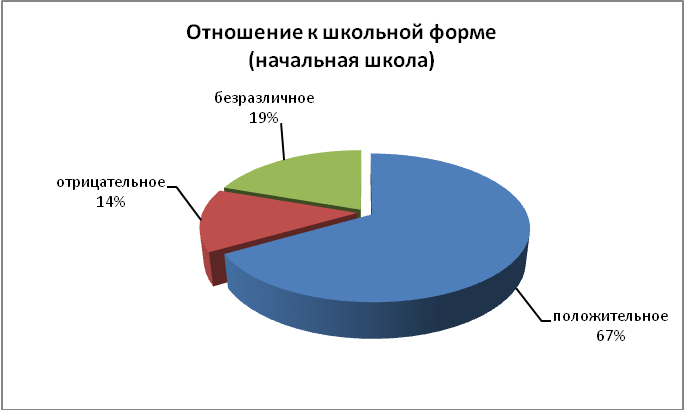 Отношение к школьной форме
(начальная школа)
безразличное
19%
отрицательное
14%
положительное
67%